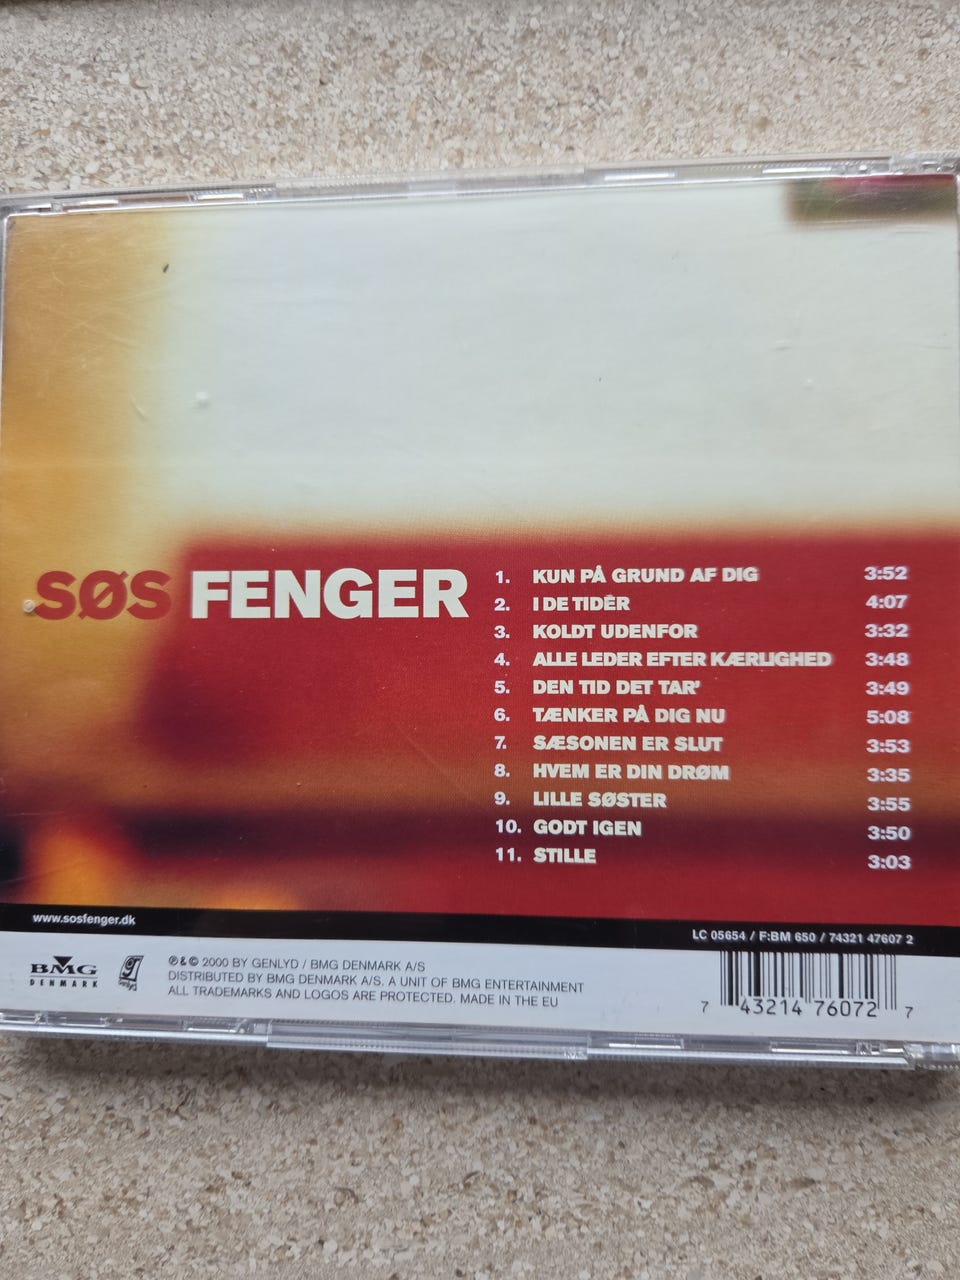 SØS FENGER
1. KUN PÅ GRUND AF DIG 3:52
2. I DE TIDER 4:07
3. KOLDT UDENFOR 3:32
4. ALLE LEDER EFTER KÆRLIGHED 3:48
5. DEN TID DET TAR' 3:49
6. TÆNKER PÅ DIG NU 5:08
7. SÆSONEN ER SLUT 3:53
8. HVEM ER DIN DRØM 3:35
9. LILLE SØSTER 3:55
10. GODT IGEN 3:50
11. STILLE 3:03
www.sosfenger.dk
LC 05654 / F:BM 650 / 74321 47607 2
BMG
DENMARK
Genlyd
℗ & © 2000 BY GENLYD / BMG DENMARK A/S
DISTRIBUTED BY BMG DENMARK A/S. A UNIT OF BMG ENTERTAINMENT
ALL TRADEMARKS AND LOGOS ARE PROTECTED. MADE IN THE EU
7 43214 76072 7